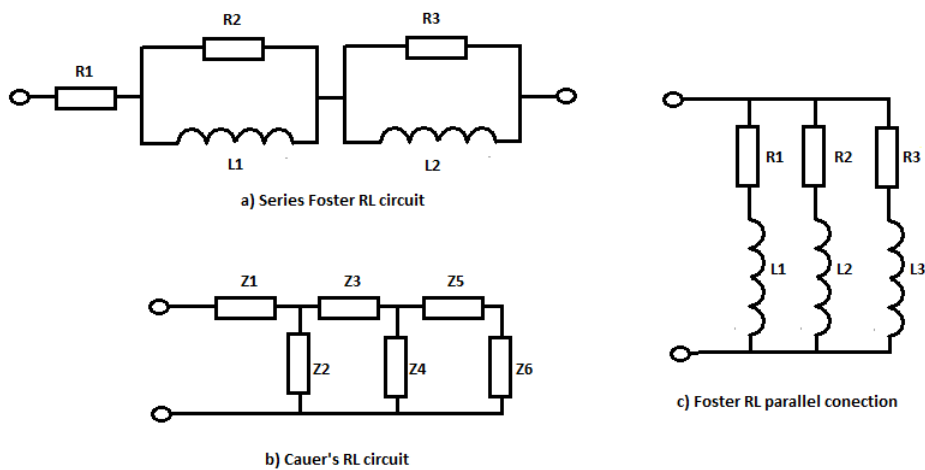 R2
R3
R1
L1
L2
a) Series Foster RL circuit
R1
R2
R3
L1
L2
L3
c) Foster RL parallel conection
Z1
Z3
Z5
Z2
Z4
Z6
b) Cauer's RL circuit